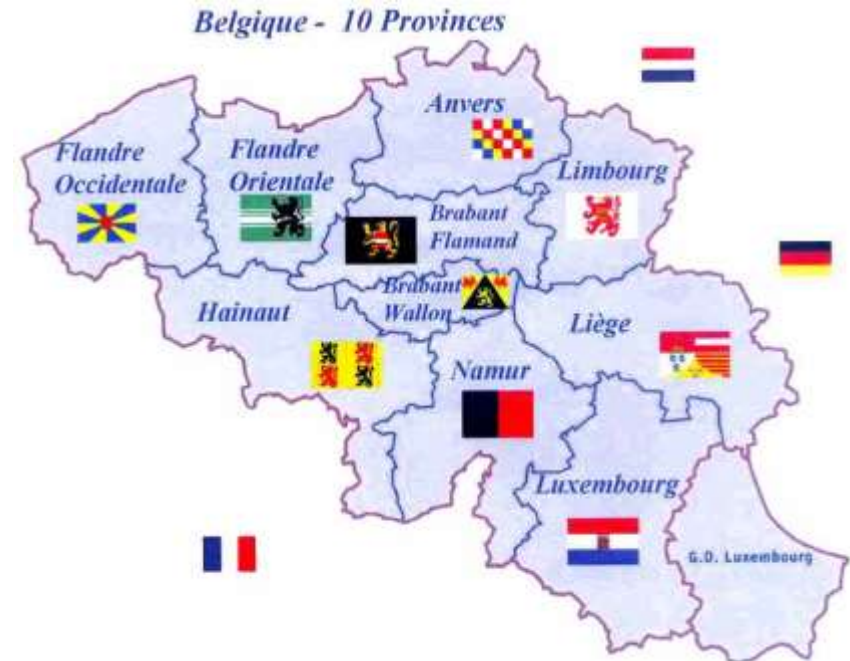 Belgique - 10 Provinces
Anvers
Flandre
Occidentale
Flandre
Orientale
Limbourg
Brabant
Flamand
Brabant
Wallon
Hainaut
Liège
Namur
Luxembourg
G.D. Luxembourg